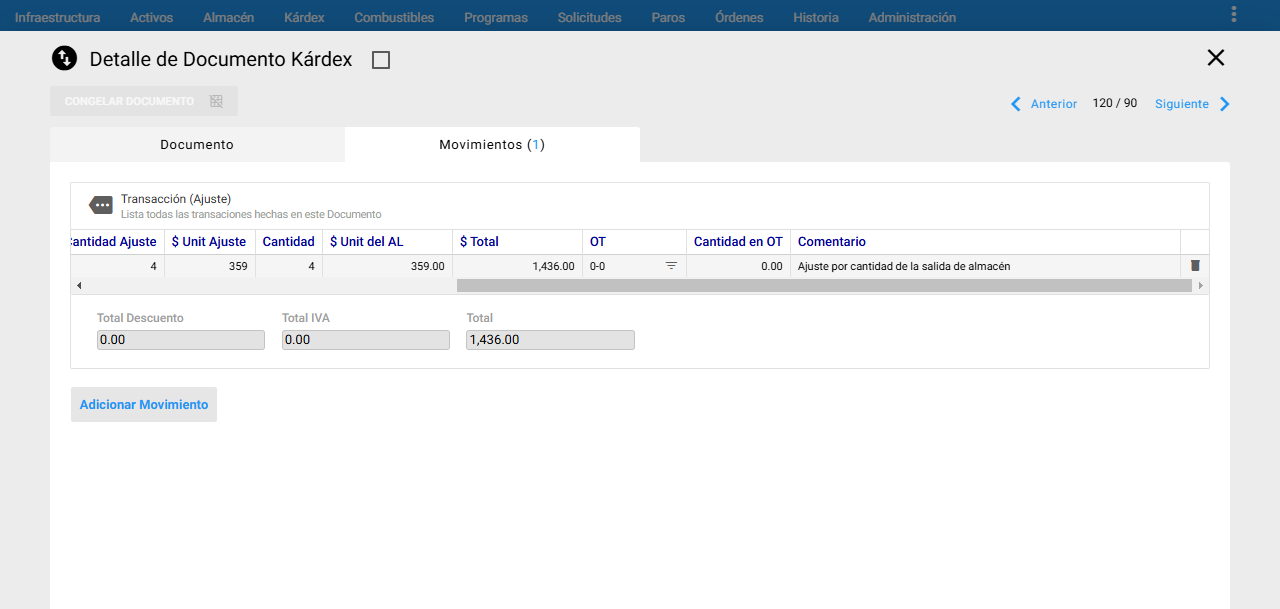 Infraestructura Activos Almacén Kárdex Combustibles Programas Solicitudes Paros Órdenes Historia Administración
Detalle de Documento Kárdex
CONGELAR DOCUMENTO
Anterior 120 / 90 Siguiente
Documento Movimientos (1)
Transacción (Ajuste)
Lista todas las transaciones hechas en este Documento
antidad Ajuste $ Unit Ajuste Cantidad $ Unit del AL $ Total OT Cantidad en OT Comentario
4 359 4 359.00 1,436.00 0-0 0.00 Ajuste por cantidad de la salida de almacén
Total Descuento Total IVA Total
0.00 0.00 1,436.00
Adicionar Movimiento